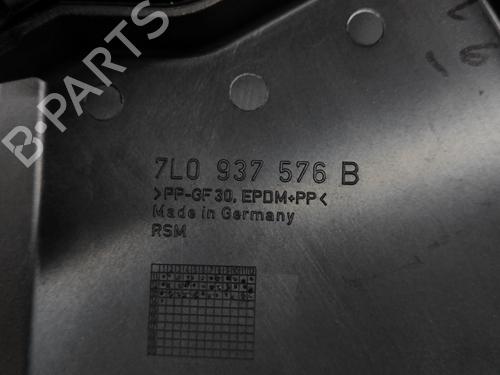 B-PARTS
7L0 937 576 B
>PP-GF30, EPDM+PP<
Made in Germany
RSM